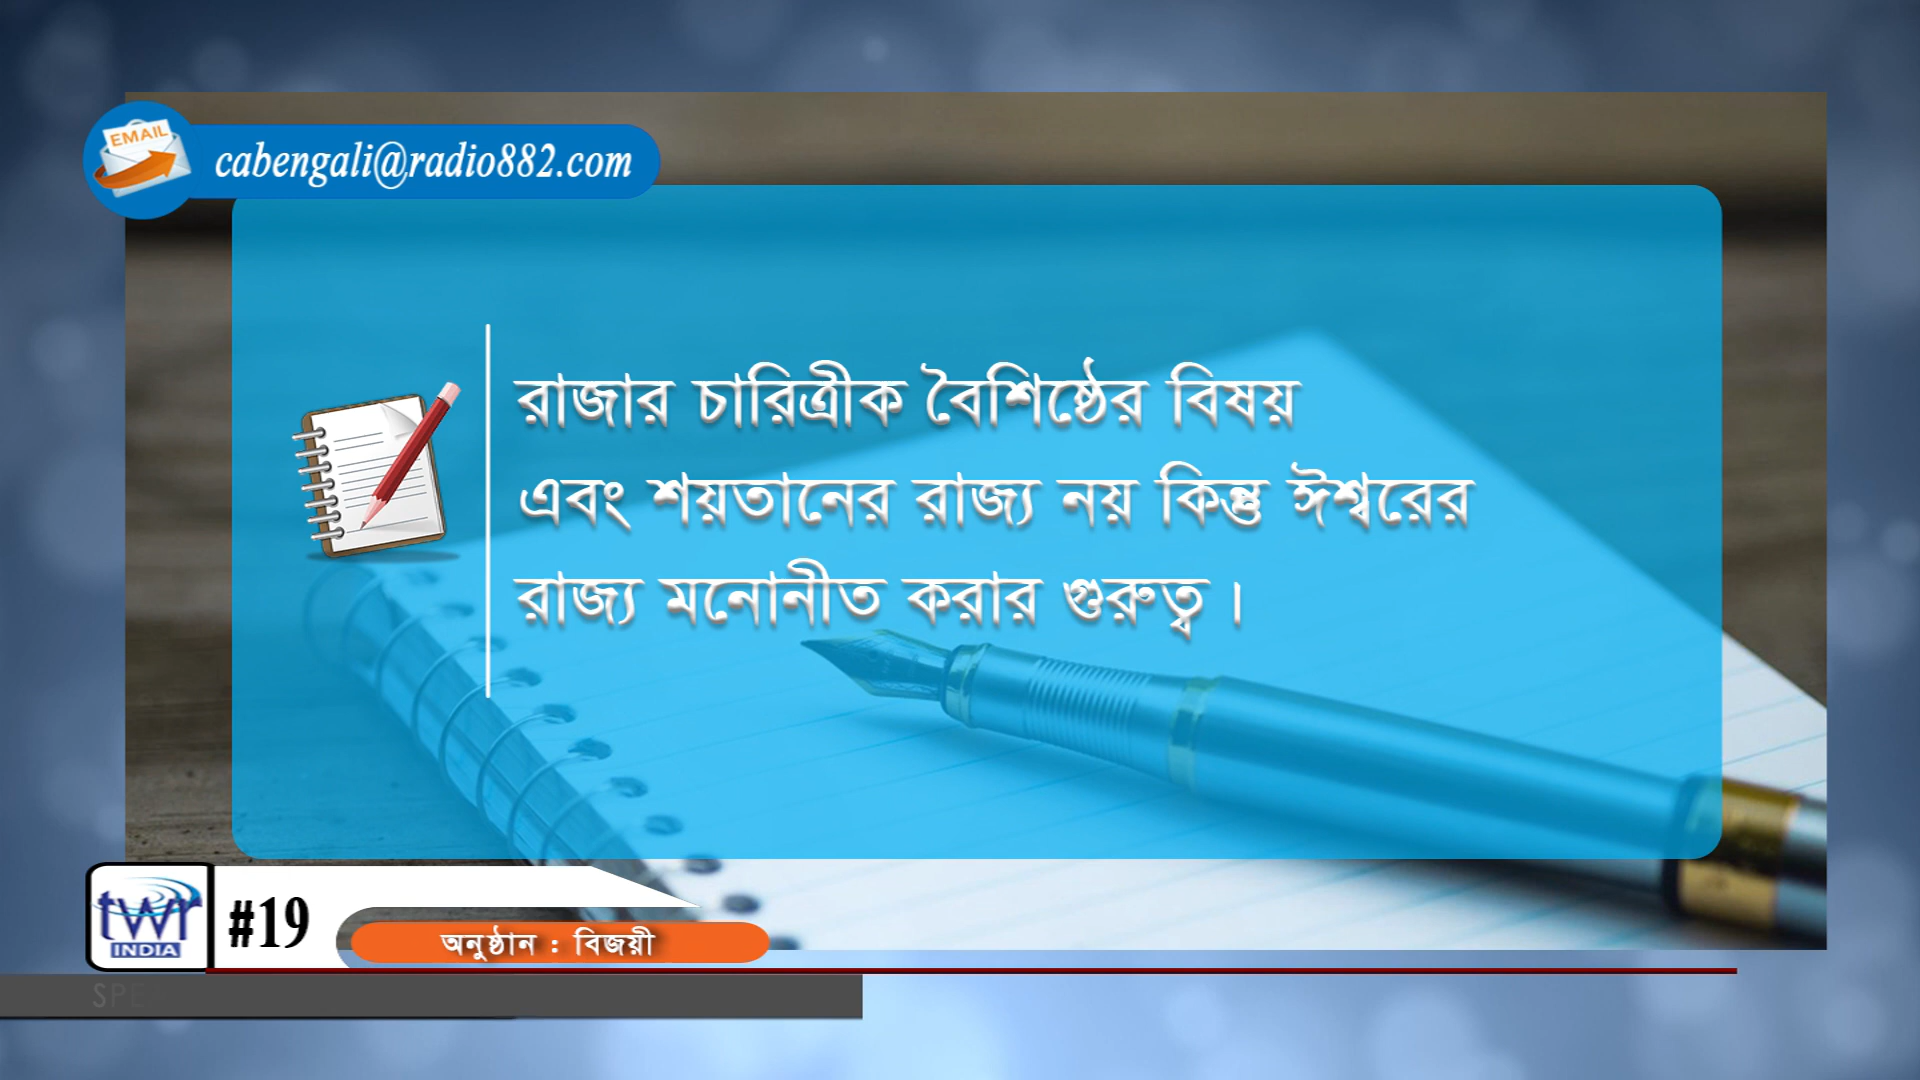 EMAIL
cabengali@radio882.com
রাজার চারিত্রীক বৈশিষ্ঠের বিষয়
এবং শয়তানের রাজ্য নয় কিন্তু ঈশ্বরের
রাজ্য মনোনীত করার গুরুত্ব।
twr
INDIA
#19
অনুষ্ঠান : বিজয়ী